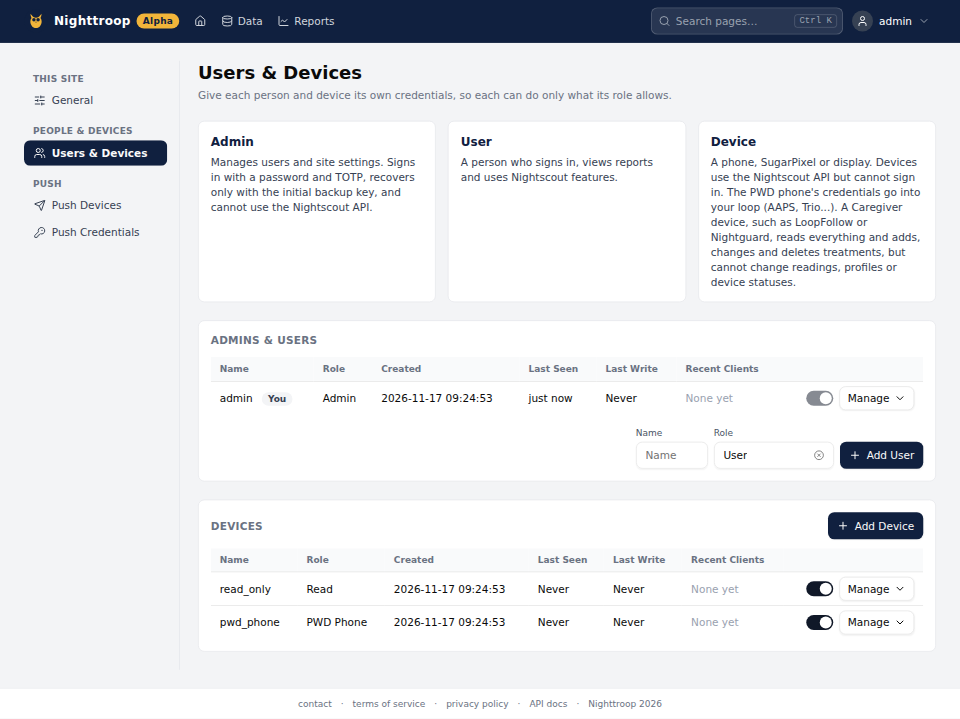 Nighttroop Alpha Data Reports Search pages... Ctrl K admin
THIS SITE
General
PEOPLE & DEVICES
Users & Devices
PUSH
Push Devices
Push Credentials
Users & Devices
Give each person and device its own credentials, so each can do only what its role allows.
Admin
Manages users and site settings. Signs
in with a password and TOTP, recovers
only with the initial backup key, and
cannot use the Nightscout API.
User
A person who signs in, views reports
and uses Nightscout features.
Device
A phone, SugarPixel or display. Devices
use the Nightscout API but cannot sign
in. The PWD phone's credentials go into
your loop (AAPS, Trio...). A Caregiver
device, such as LoopFollow or
Nightguard, reads everything and adds,
changes and deletes treatments, but
cannot change readings, profiles or
device statuses.
ADMINS & USERS
Name Role Created Last Seen Last Write Recent Clients
admin You Admin 2026-11-17 09:24:53 just now Never None yet Manage
Name Role
Name User Add User
DEVICES Add Device
Name Role Created Last Seen Last Write Recent Clients
read_only Read 2026-11-17 09:24:53 Never Never None yet Manage
pwd_phone PWD Phone 2026-11-17 09:24:53 Never Never None yet Manage
contact · terms of service · privacy policy · API docs · Nighttroop 2026